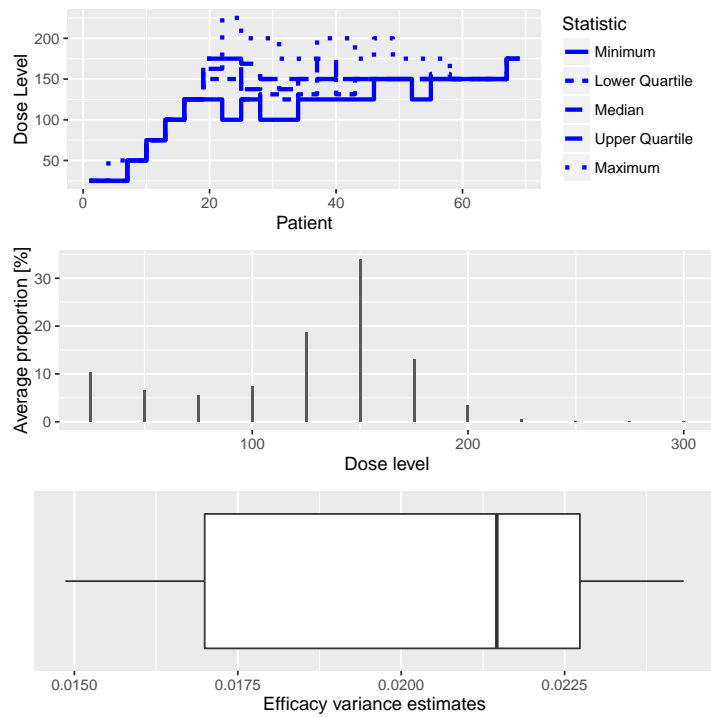 Dose Level
200
150
100
50
0
20
40
60
Patient
Statistic
Minimum
Lower Quartile
Median
Upper Quartile
Maximum
Average proportion [%]
30
20
10
0
100
200
300
Dose level
0.0150
0.0175
0.0200
0.0225
Efficacy variance estimates